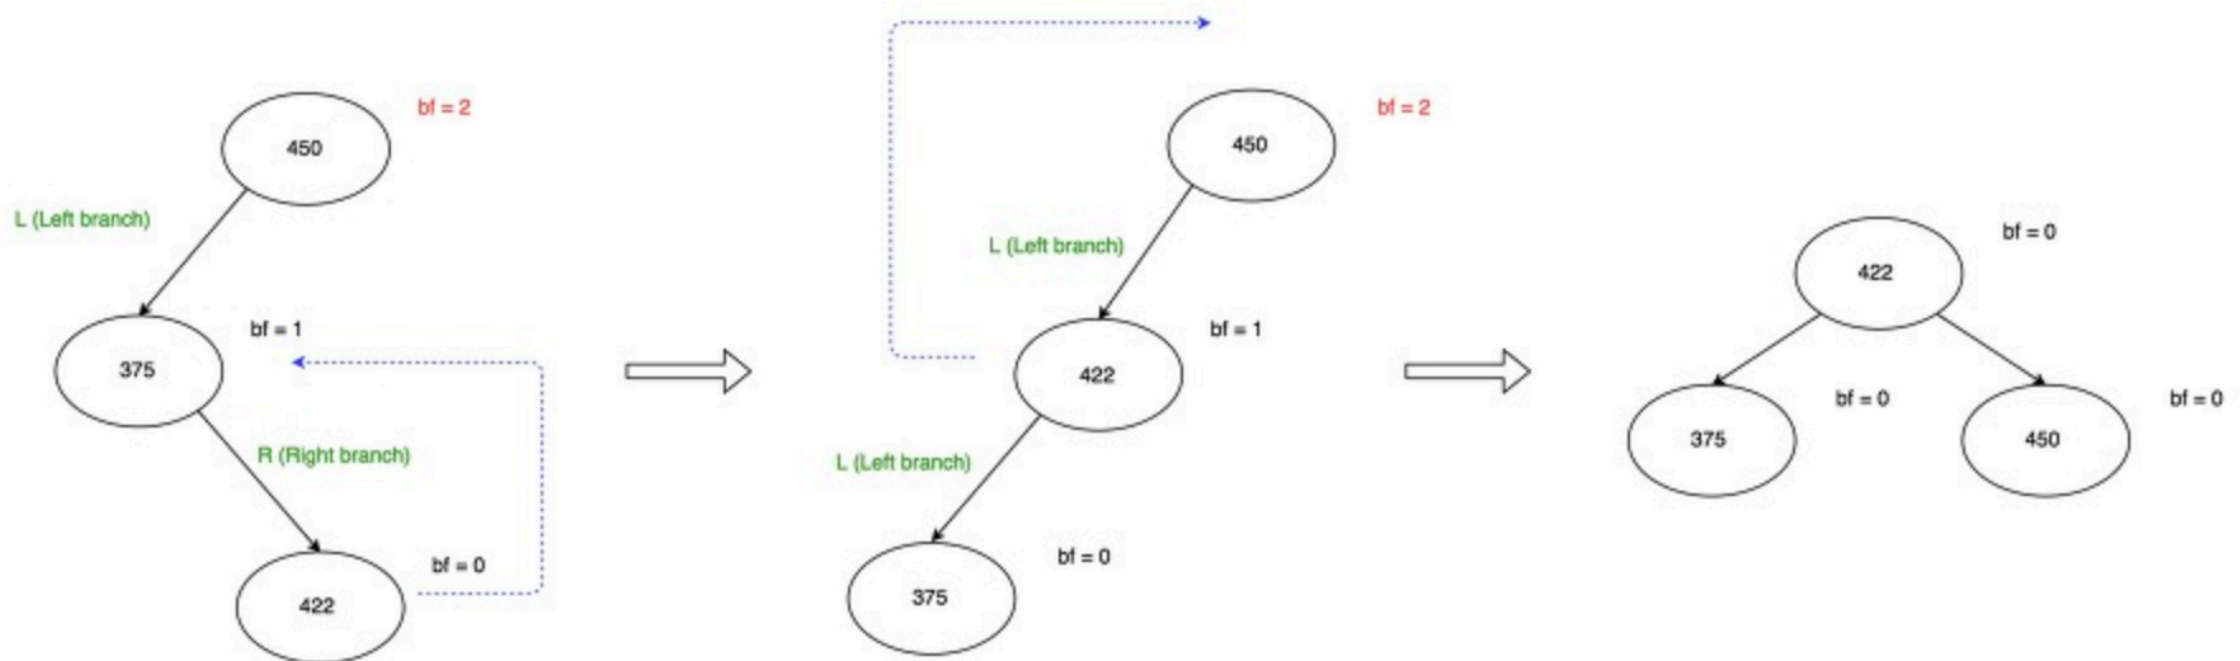 bf = 2
450
L (Left branch)
bf = 1
375
R (Right branch)
bf = 0
422
bf = 2
450
L (Left branch)
bf = 1
422
L (Left branch)
bf = 0
375
bf = 0
422
bf = 0
375
bf = 0
450